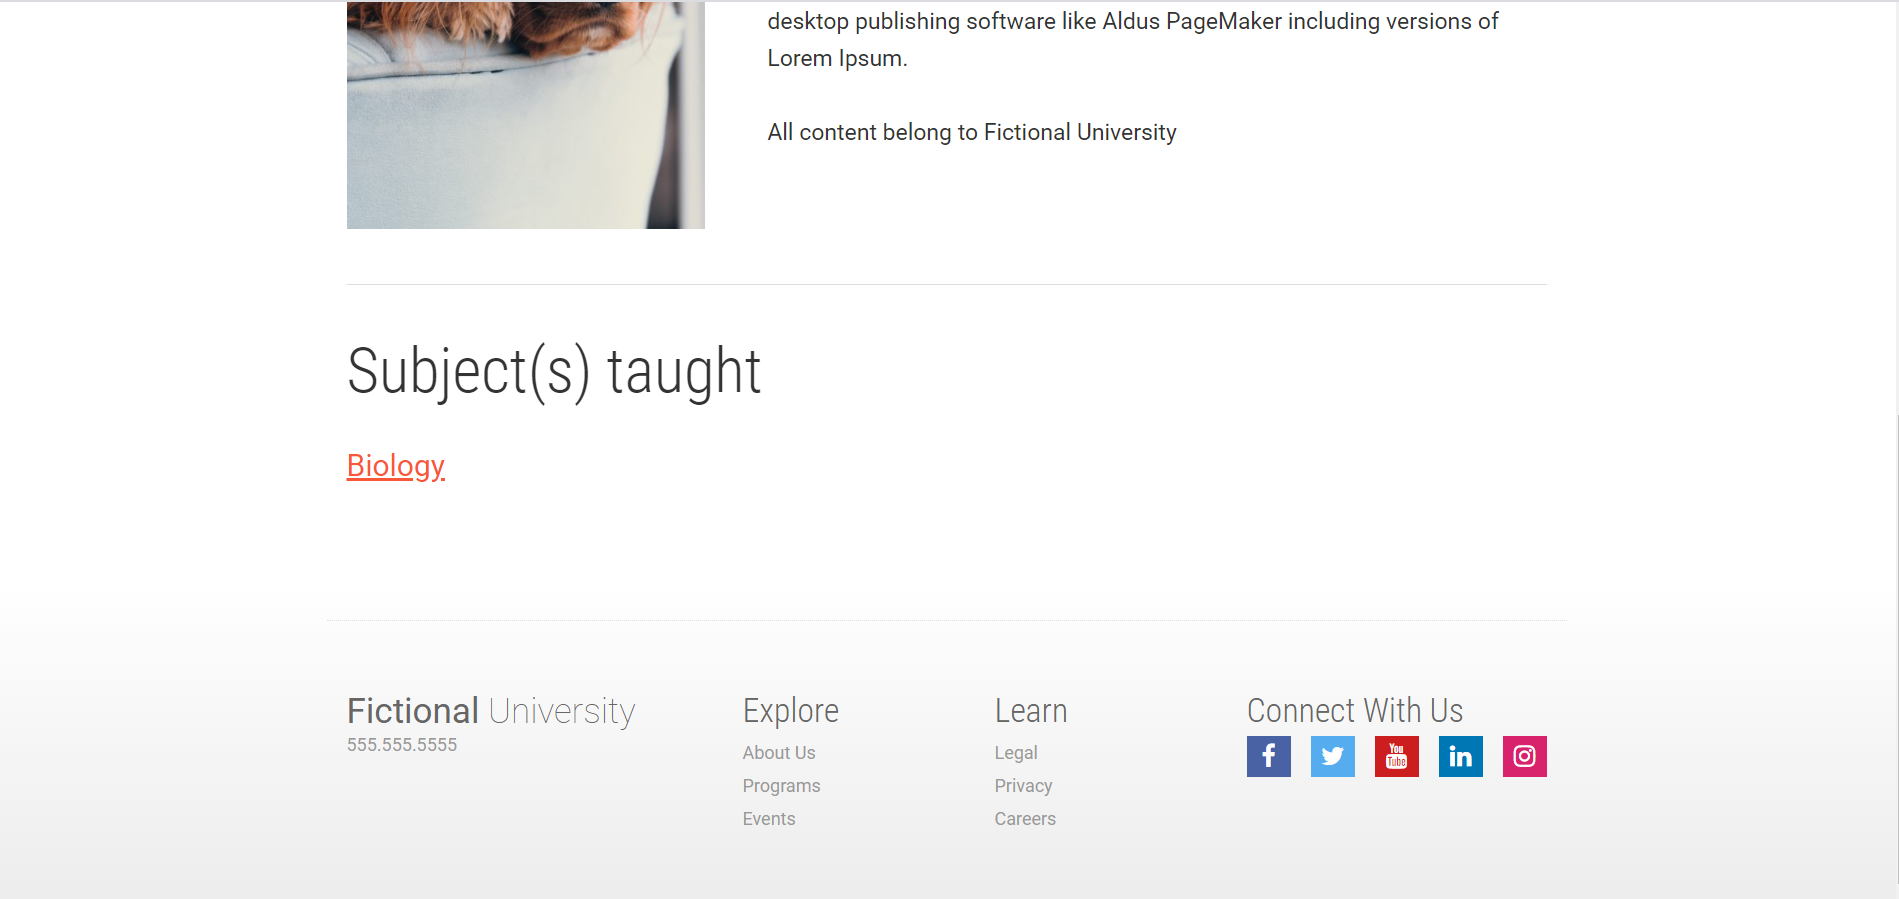 desktop publishing software like Aldus PageMaker including versions of
Lorem Ipsum.
All content belong to Fictional University
Subject(s) taught
Biology
Fictional University
555.555.5555
Explore
About Us
Programs
Events
Learn
Legal
Privacy
Careers
Connect With Us
f
You
Tube
in